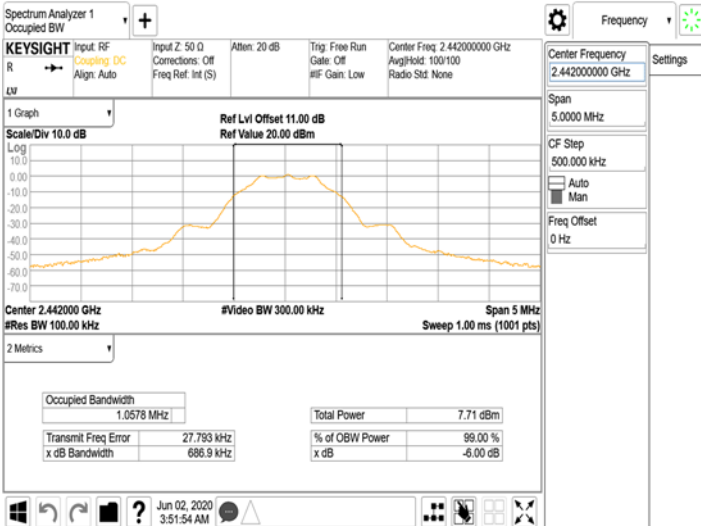 Spectrum Analyzer 1
Occupied BW
+
KEYSIGHT
R
LXI
Input: RF
Coupling: DC
Align: Auto
Input Z: 50 Ω
Corrections: Off
Freq Ref: Int (S)
Atten: 20 dB
Trig: Free Run
Gate: Off
#IF Gain: Low
Center Freq: 2.442000000 GHz
Avg|Hold: 100/100
Radio Std: None
1 Graph
Scale/Div 10.0 dB
Ref Lvl Offset 11.00 dB
Ref Value 20.00 dBm
Log
10.0
0.00
-10.0
-20.0
-30.0
-40.0
-50.0
-60.0
-70.0
Center 2.442000 GHz
#Video BW 300.00 kHz
Span 5 MHz
#Res BW 100.00 kHz
Sweep 1.00 ms (1001 pts)
2 Metrics
Occupied Bandwidth
1.0578 MHz
Total Power 7.71 dBm
Transmit Freq Error 27.793 kHz
% of OBW Power 99.00 %
x dB Bandwidth 686.9 kHz
x dB -6.00 dB
?
Jun 02, 2020
3:51:54 AM
Frequency
Center Frequency
2.442000000 GHz
Settings
Span
5.0000 MHz
CF Step
500.000 kHz
Auto
Man
Freq Offset
0 Hz